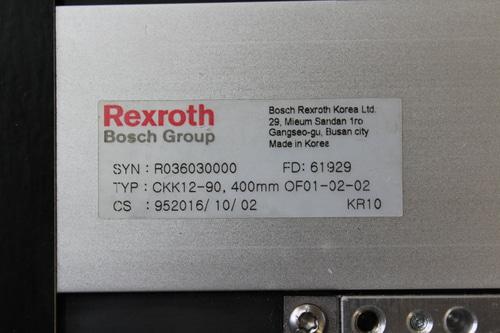 Rexroth
Bosch Group
Bosch Rexroth Korea Ltd.
29, Mieum Sandan 1ro
Gangseo-gu, Busan city
Made in Korea
SYN : R036030000 FD: 61929
TYP : CKK12-90, 400mm OF01-02-02
CS : 952016/ 10/ 02 KR10